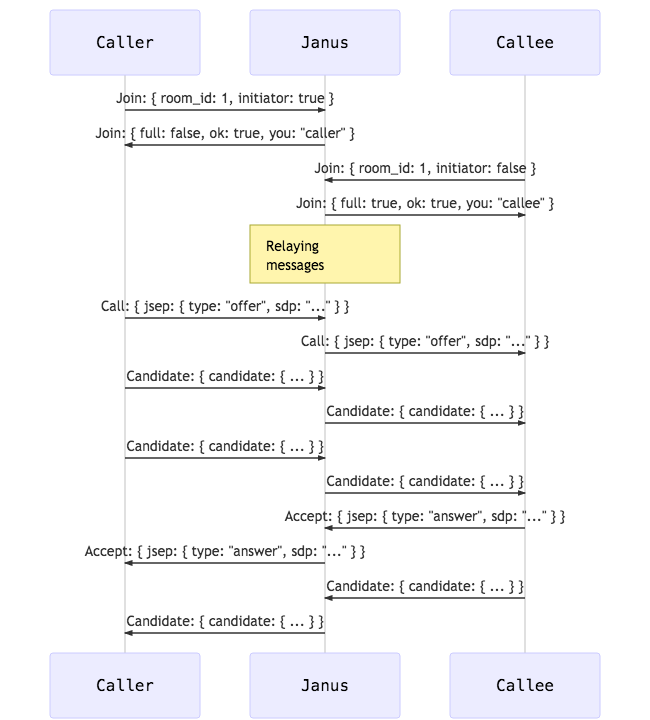 Caller
Janus
Callee
Join: { room_id: 1, initiator: true }
Join: { full: false, ok: true, you: "caller" }
Join: { room_id: 1, initiator: false }
Join: { full: true, ok: true, you: "callee" }
Relaying
messages
Call: { jsep: { type: "offer", sdp: "..." } }
Call: { jsep: { type: "offer", sdp: "..." } }
Candidate: { candidate: { ... } }
Candidate: { candidate: { ... } }
Candidate: { candidate: { ... } }
Candidate: { candidate: { ... } }
Accept: { jsep: { type: "answer", sdp: "..." } }
Accept: { jsep: { type: "answer", sdp: "..." } }
Candidate: { candidate: { ... } }
Candidate: { candidate: { ... } }
Caller
Janus
Callee